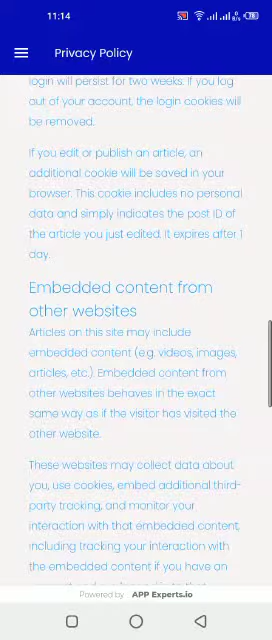 11:14
Privacy Policy
login will persist for two weeks. If you log
out of your account, the login cookies will
be removed.
If you edit or publish an article, an
additional cookie will be saved in your
browser. This cookie includes no personal
data and simply indicates the post ID of
the article you just edited. It expires after 1
day.
Embedded content from
other websites
Articles on this site may include
embedded content (e.g. videos, images,
articles, etc.). Embedded content from
other websites behaves in the exact
same way as if the visitor has visited the
other website.
These websites may collect data about
you, use cookies, embed additional third-
party tracking, and monitor your
interaction with that embedded content,
including tracking your interaction with
the embedded content if you have an
Powered by APP Experts.io